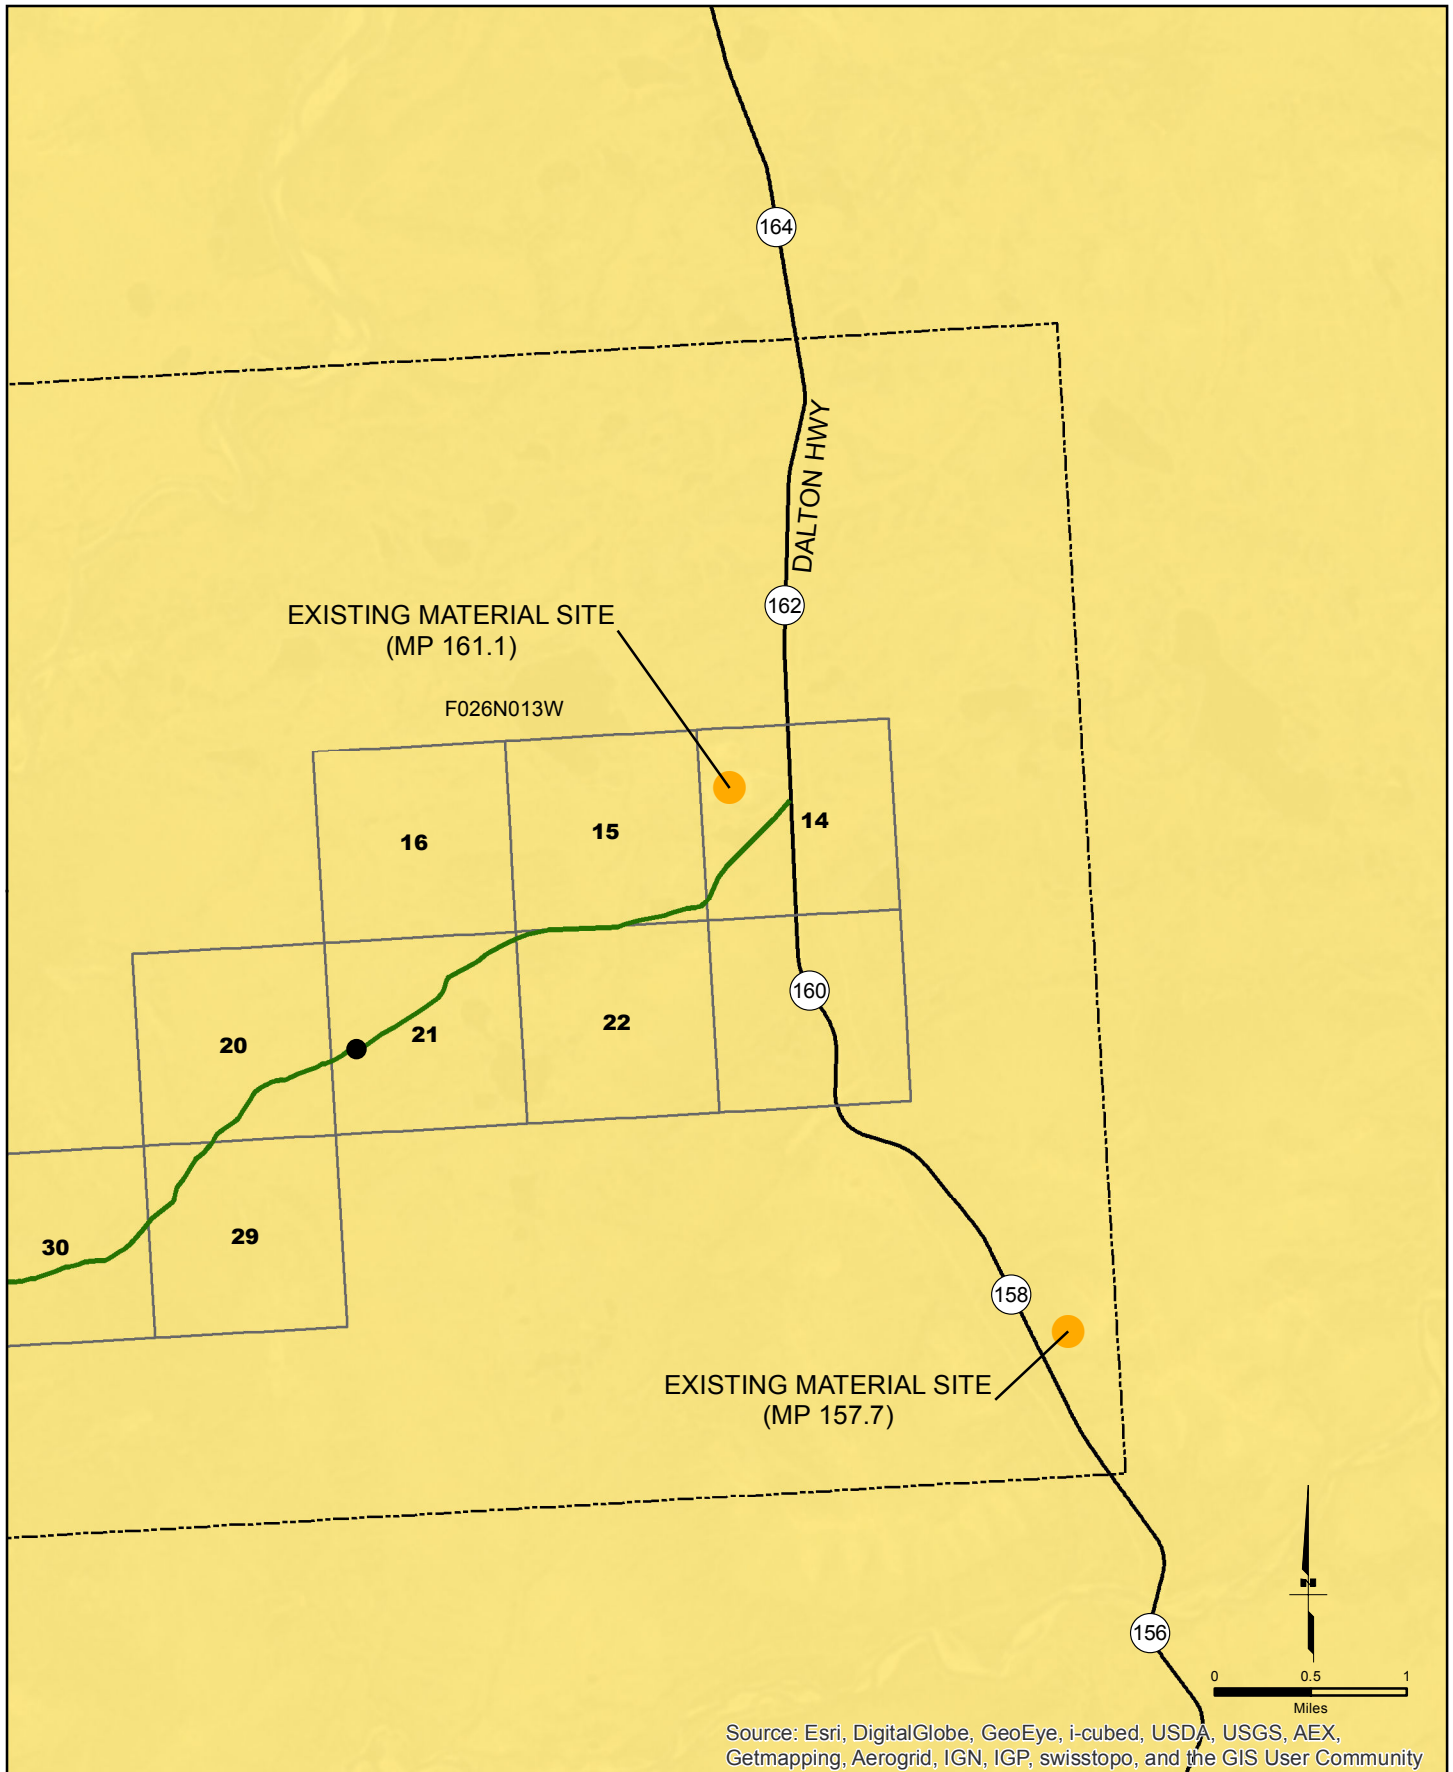 164
DALTON HWY
162
EXISTING MATERIAL SITE
(MP 161.1)
F026N013W
16
15
14
160
20
21
22
30
29
158
EXISTING MATERIAL SITE
(MP 157.7)
N
156
0 0.5 1
Miles
Source: Esri, DigitalGlobe, GeoEye, i-cubed, USDA, USGS, AEX,
Getmapping, Aerogrid, IGN, IGP, swisstopo, and the GIS User Community